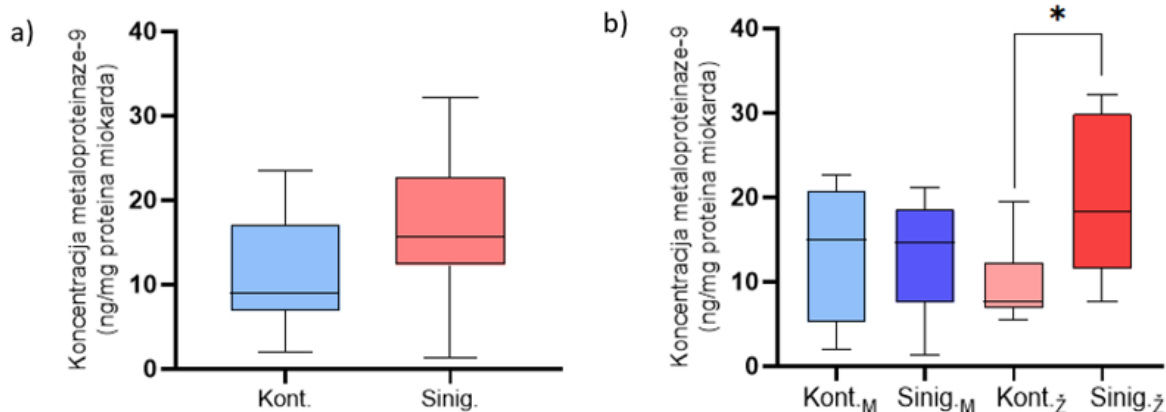 a)
Koncentracija metaloproteinaze-9
(ng/mg proteina miokarda)
40
30
20
10
0
Kont.
Sinig.
b)
Koncentracija metaloproteinaze-9
(ng/mg proteina miokarda)
40
30
20
10
0
*
Kont.M
Sinig.M
Kont.Ž
Sinig.Ž